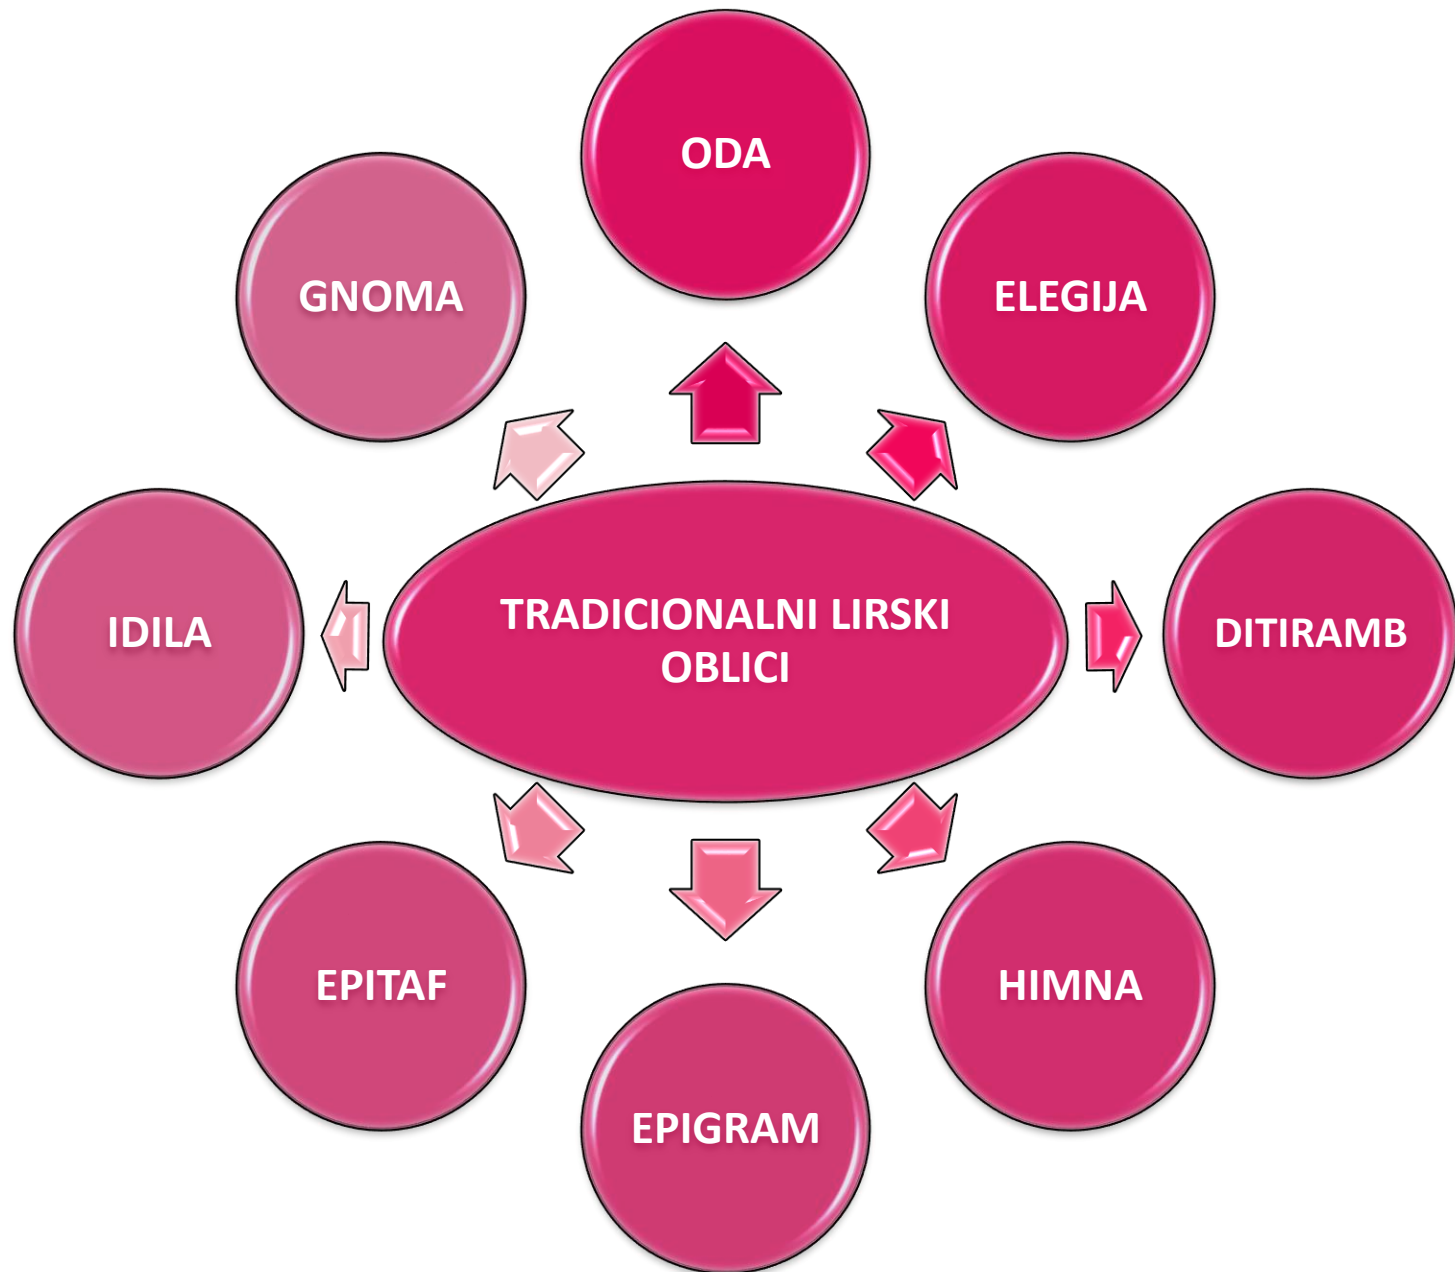 ODA
GNOMA
ELEGIJA
TRADICIONALNI LIRSKI
OBLICI
IDILA
DITIRAMB
EPITAF
HIMNA
EPIGRAM